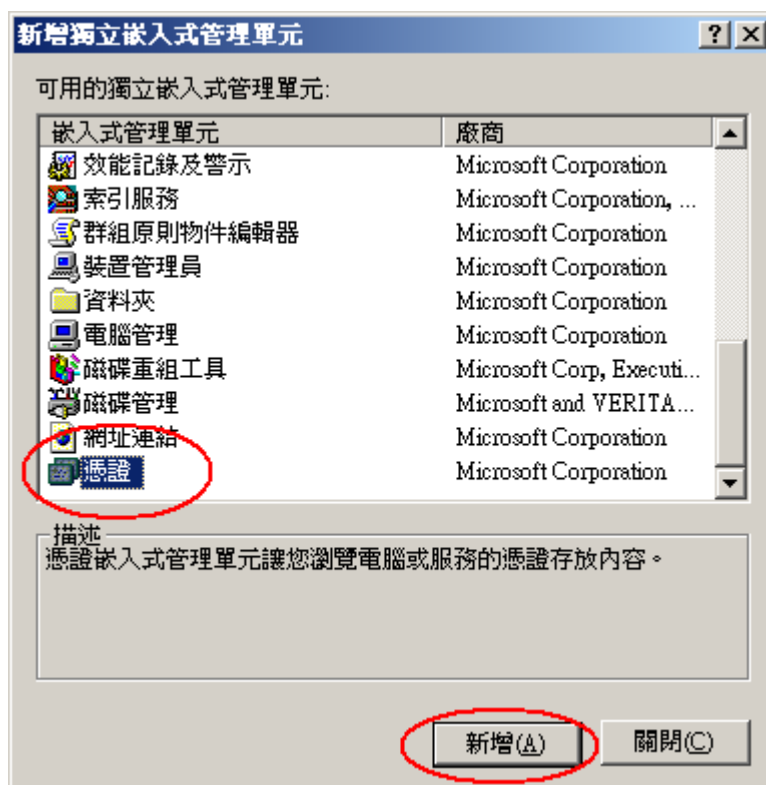 新增獨立嵌入式管理單元
可用的獨立嵌入式管理單元:
嵌入式管理單元 廠商
效能記錄及警示 Microsoft Corporation
索引服務 Microsoft Corporation, ...
群組原則物件編輯器 Microsoft Corporation
裝置管理員 Microsoft Corporation
資料夾 Microsoft Corporation
電腦管理 Microsoft Corporation
磁碟重組工具 Microsoft Corp, Executi...
磁碟管理 Microsoft and VERITA...
網址連結 Microsoft Corporation
憑證 Microsoft Corporation
描述
憑證嵌入式管理單元讓您瀏覽電腦或服務的憑證存放內容。
新增(A) 關閉(C)